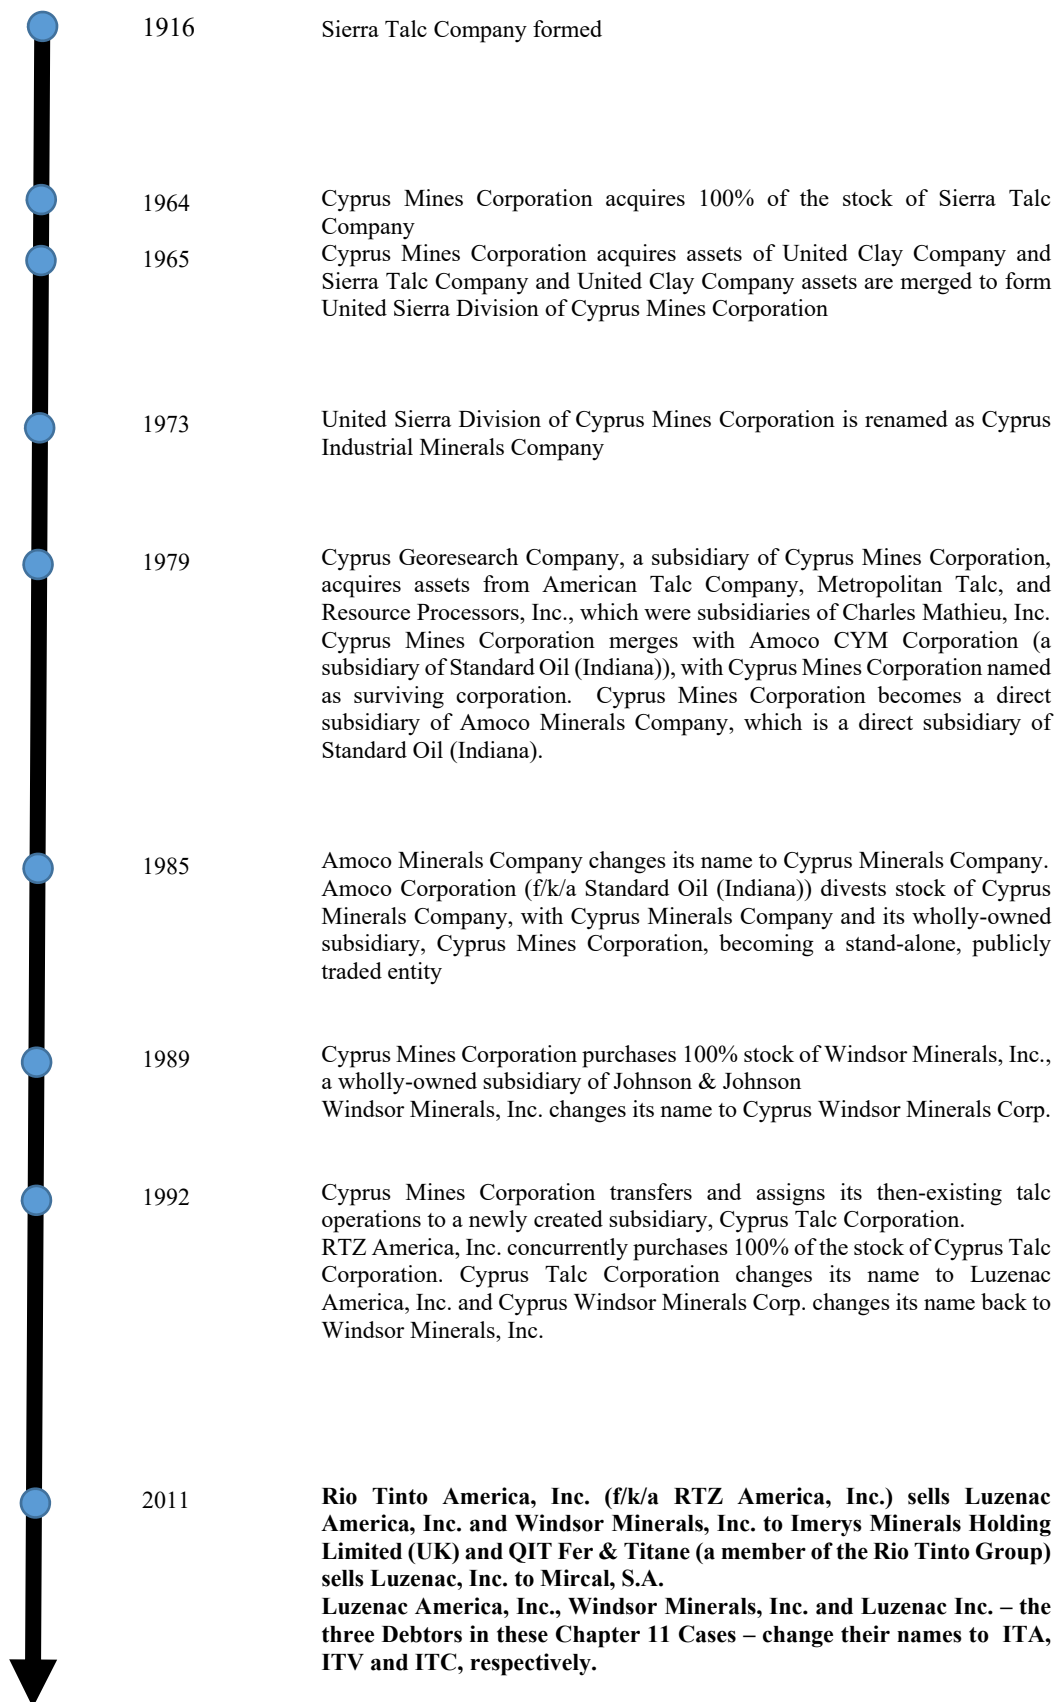 1916 Sierra Talc Company formed
1964 Cyprus Mines Corporation acquires 100% of the stock of Sierra Talc
Company
1965 Cyprus Mines Corporation acquires assets of United Clay Company and
Sierra Talc Company and United Clay Company assets are merged to form
United Sierra Division of Cyprus Mines Corporation
1973 United Sierra Division of Cyprus Mines Corporation is renamed as Cyprus
Industrial Minerals Company
1979 Cyprus Georesearch Company, a subsidiary of Cyprus Mines Corporation,
acquires assets from American Talc Company, Metropolitan Talc, and
Resource Processors, Inc., which were subsidiaries of Charles Mathieu, Inc.
Cyprus Mines Corporation merges with Amoco CYM Corporation (a
subsidiary of Standard Oil (Indiana)), with Cyprus Mines Corporation named
as surviving corporation. Cyprus Mines Corporation becomes a direct
subsidiary of Amoco Minerals Company, which is a direct subsidiary of
Standard Oil (Indiana).
1985 Amoco Minerals Company changes its name to Cyprus Minerals Company.
Amoco Corporation (f/k/a Standard Oil (Indiana)) divests stock of Cyprus
Minerals Company, with Cyprus Minerals Company and its wholly-owned
subsidiary, Cyprus Mines Corporation, becoming a stand-alone, publicly
traded entity
1989 Cyprus Mines Corporation purchases 100% stock of Windsor Minerals, Inc.,
a wholly-owned subsidiary of Johnson & Johnson
Windsor Minerals, Inc. changes its name to Cyprus Windsor Minerals Corp.
1992 Cyprus Mines Corporation transfers and assigns its then-existing talc
operations to a newly created subsidiary, Cyprus Talc Corporation.
RTZ America, Inc. concurrently purchases 100% of the stock of Cyprus Talc
Corporation. Cyprus Talc Corporation changes its name to Luzenac
America, Inc. and Cyprus Windsor Minerals Corp. changes its name back to
Windsor Minerals, Inc.
2011 Rio Tinto America, Inc. (f/k/a RTZ America, Inc.) sells Luzenac
America, Inc. and Windsor Minerals, Inc. to Imerys Minerals Holding
Limited (UK) and QIT Fer & Titane (a member of the Rio Tinto Group)
sells Luzenac, Inc. to Mircal, S.A.
Luzenac America, Inc., Windsor Minerals, Inc. and Luzenac Inc. – the
three Debtors in these Chapter 11 Cases – change their names to ITA,
ITV and ITC, respectively.